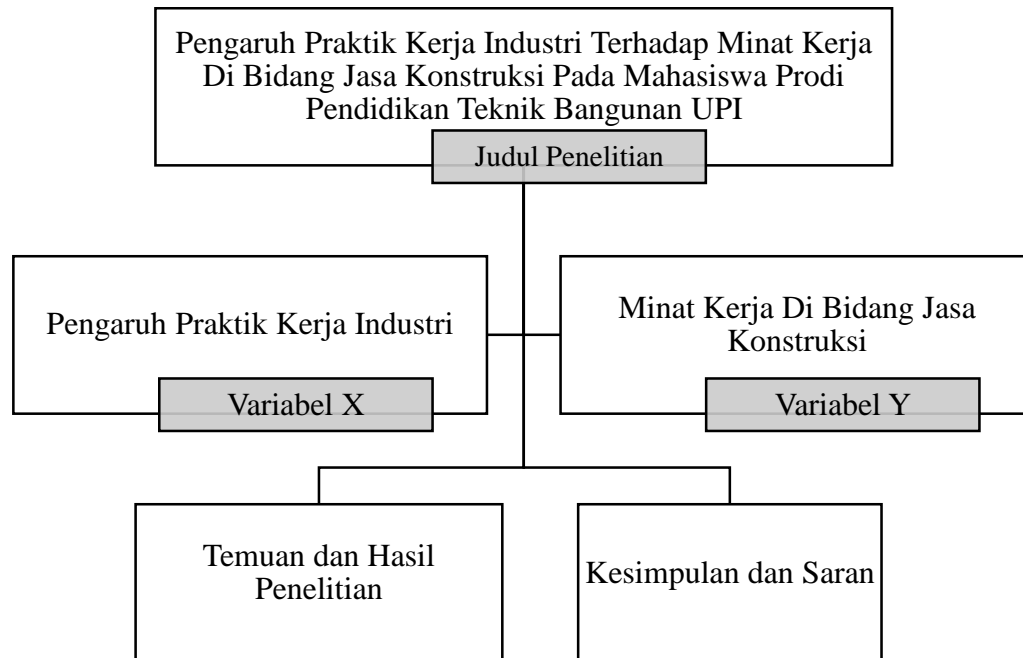 Pengaruh Praktik Kerja Industri Terhadap Minat Kerja
Di Bidang Jasa Konstruksi Pada Mahasiswa Prodi
Pendidikan Teknik Bangunan UPI
Judul Penelitian
Pengaruh Praktik Kerja Industri
Variabel X
Minat Kerja Di Bidang Jasa
Konstruksi
Variabel Y
Temuan dan Hasil
Penelitian
Kesimpulan dan Saran